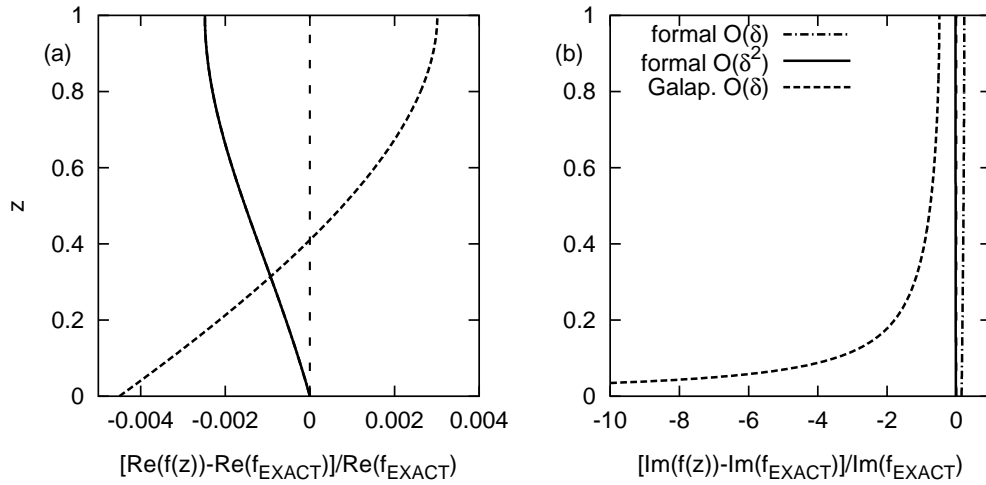 (a)
z
1
0.8
0.6
0.4
0.2
0
-0.004
-0.002
0
0.002
0.004
[Re(f(z))-Re(f_EXACT)]/Re(f_EXACT)
(b)
formal O(δ)
formal O(δ²)
Galap. O(δ)
1
0.8
0.6
0.4
0.2
0
-10
-8
-6
-4
-2
0
[Im(f(z))-Im(f_EXACT)]/Im(f_EXACT)